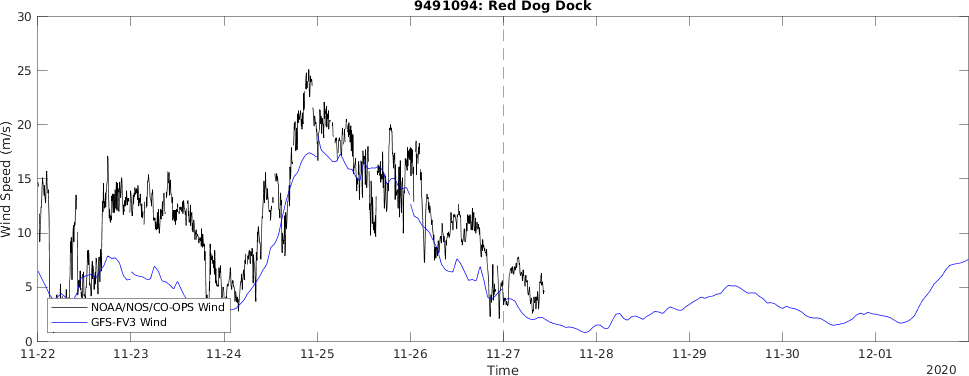 9491094: Red Dog Dock
30
25
20
15
10
5
0
Wind Speed (m/s)
NOAA/NOS/CO-OPS Wind
GFS-FV3 Wind
11-22 11-23 11-24 11-25 11-26 11-27 11-28 11-29 11-30 12-01
Time
2020